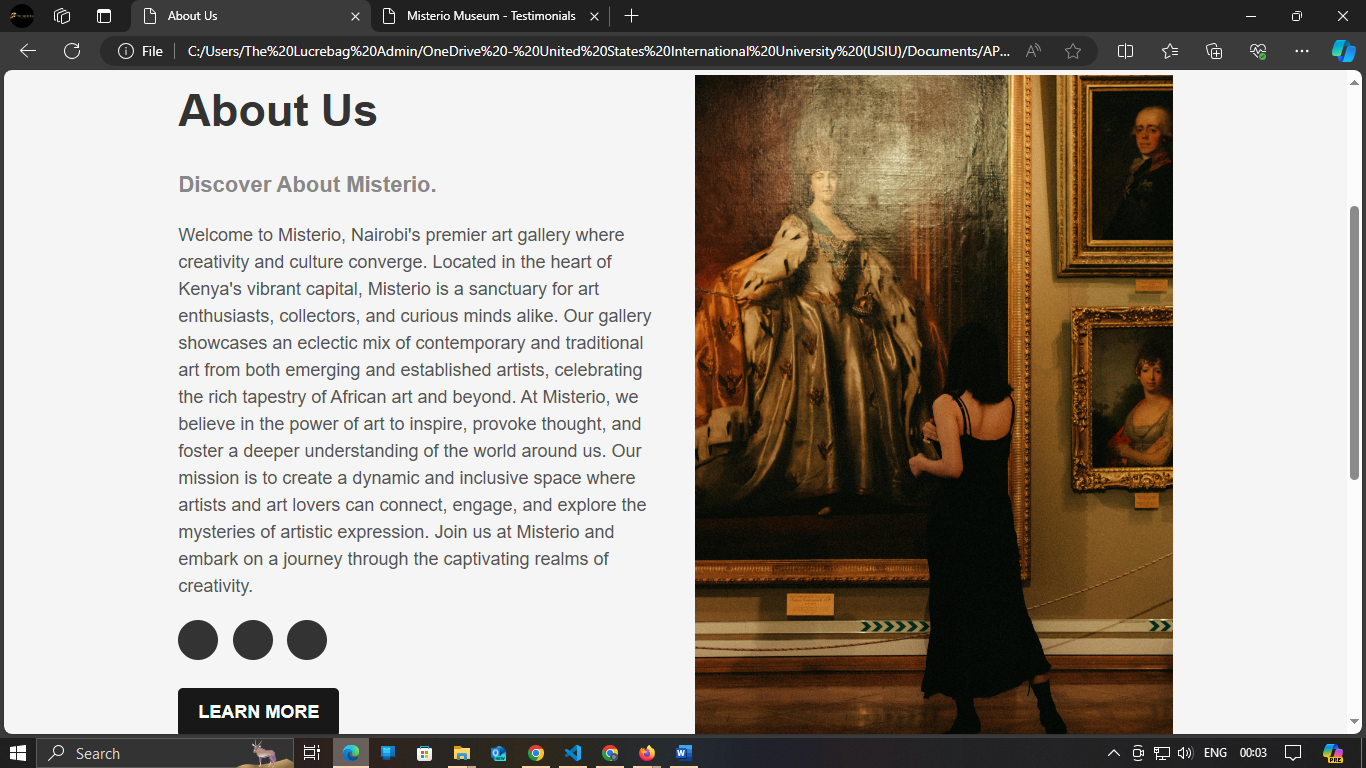 About Us
Misterio Museum - Testimonials
File
C:/Users/The%20Lucrebag%20Admin/OneDrive%20-%20United%20States%20International%20University%20(USIU)/Documents/AP...
About Us
Discover About Misterio.
Welcome to Misterio, Nairobi's premier art gallery where
creativity and culture converge. Located in the heart of
Kenya's vibrant capital, Misterio is a sanctuary for art
enthusiasts, collectors, and curious minds alike. Our gallery
showcases an eclectic mix of contemporary and traditional
art from both emerging and established artists, celebrating
the rich tapestry of African art and beyond. At Misterio, we
believe in the power of art to inspire, provoke thought, and
foster a deeper understanding of the world around us. Our
mission is to create a dynamic and inclusive space where
artists and art lovers can connect, engage, and explore the
mysteries of artistic expression. Join us at Misterio and
embark on a journey through the captivating realms of
creativity.
LEARN MORE
Search
ENG
00:03
PRE